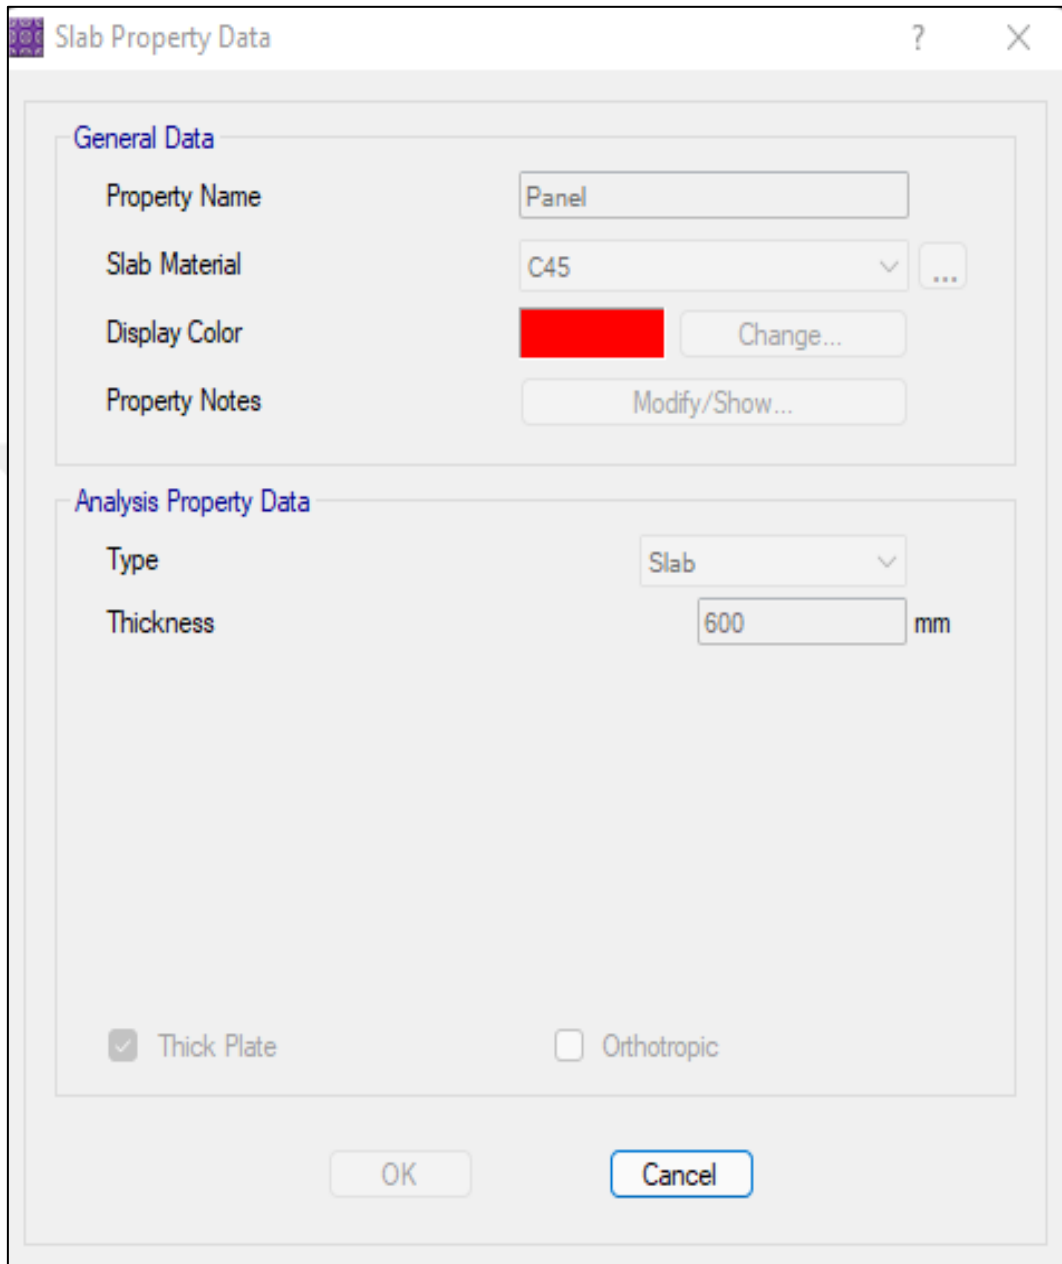 Slab Property Data ?
General Data
Property Name Panel
Slab Material C45 ...
Display Color Change...
Property Notes Modify/Show...
Analysis Property Data
Type Slab
Thickness 600 mm
Thick Plate Orthotropic
OK Cancel